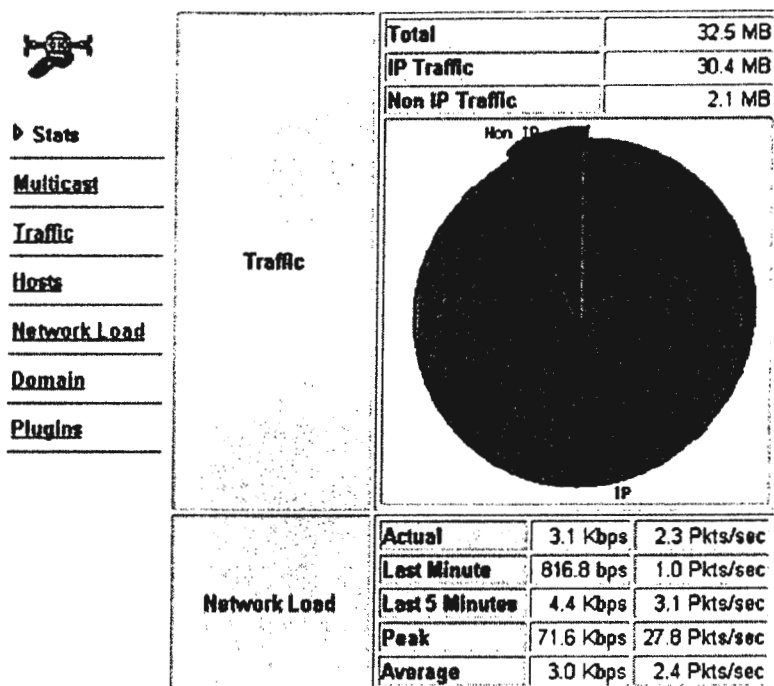 Stats
Multicast
Traffic
Hosts
Network Load
Domain
Plugins
Traffic
Total 32.5 MB
IP Traffic 30.4 MB
Non IP Traffic 2.1 MB
Non IP
IP
Network Load
Actual 3.1 Kbps 2.3 Pkts/sec
Last Minute 816.8 bps 1.0 Pkts/sec
Last 5 Minutes 4.4 Kbps 3.1 Pkts/sec
Peak 71.6 Kbps 27.8 Pkts/sec
Average 3.0 Kbps 2.4 Pkts/sec